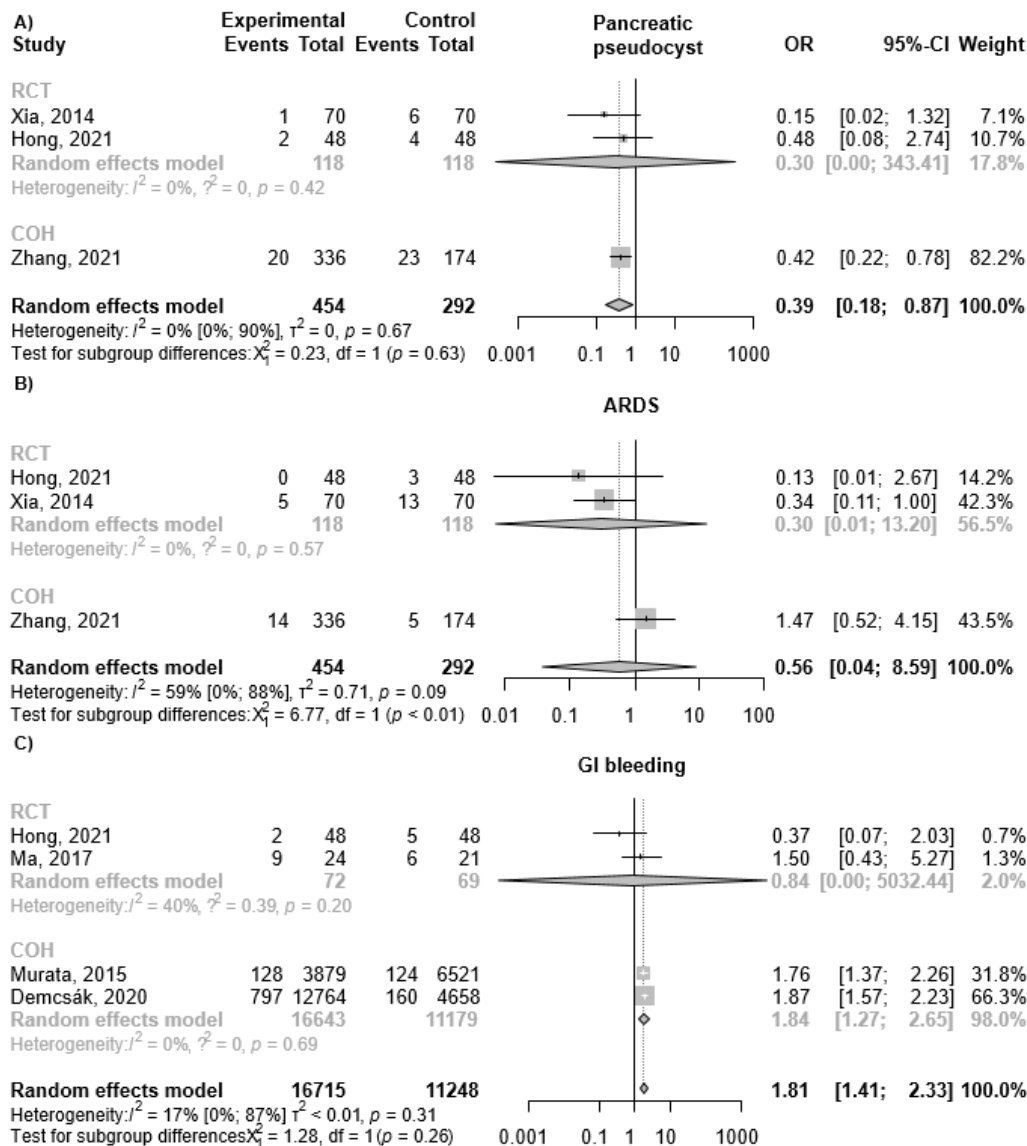 A) Experimental Control Pancreatic
Study Events Total Events Total pseudocyst OR 95%-CI Weight
RCT
Xia, 2014 1 70 6 70 0.15 [0.02; 1.32] 7.1%
Hong, 2021 2 48 4 48 0.48 [0.08; 2.74] 10.7%
Random effects model 118 118 0.30 [0.00; 343.41] 17.8%
Heterogeneity: I² = 0%, ?² = 0, p = 0.42
COH
Zhang, 2021 20 336 23 174 0.42 [0.22; 0.78] 82.2%
Random effects model 454 292 0.39 [0.18; 0.87] 100.0%
Heterogeneity: I² = 0% [0%; 90%], τ² = 0, p = 0.67
Test for subgroup differences: X²₁ = 0.23, df = 1 (p = 0.63) 0.001 0.1 1 10 1000
B)
ARDS
RCT
Hong, 2021 0 48 3 48 0.13 [0.01; 2.67] 14.2%
Xia, 2014 5 70 13 70 0.34 [0.11; 1.00] 42.3%
Random effects model 118 118 0.30 [0.01; 13.20] 56.5%
Heterogeneity: I² = 0%, ?² = 0, p = 0.57
COH
Zhang, 2021 14 336 5 174 1.47 [0.52; 4.15] 43.5%
Random effects model 454 292 0.56 [0.04; 8.59] 100.0%
Heterogeneity: I² = 59% [0%; 88%], τ² = 0.71, p = 0.09
Test for subgroup differences: X²₁ = 6.77, df = 1 (p < 0.01) 0.01 0.1 1 10 100
C)
GI bleeding
RCT
Hong, 2021 2 48 5 48 0.37 [0.07; 2.03] 0.7%
Ma, 2017 9 24 6 21 1.50 [0.43; 5.27] 1.3%
Random effects model 72 69 0.84 [0.00; 5032.44] 2.0%
Heterogeneity: I² = 40%, ?² = 0.39, p = 0.20
COH
Murata, 2015 128 3879 124 6521 1.76 [1.37; 2.26] 31.8%
Demcsák, 2020 797 12764 160 4658 1.87 [1.57; 2.23] 66.3%
Random effects model 16643 11179 1.84 [1.27; 2.65] 98.0%
Heterogeneity: I² = 0%, ?² = 0, p = 0.69
Random effects model 16715 11248 1.81 [1.41; 2.33] 100.0%
Heterogeneity: I² = 17% [0%; 87%] τ² < 0.01, p = 0.31
Test for subgroup differences X²₁ = 1.28, df = 1 (p = 0.26) 0.001 0.1 1 10 1000